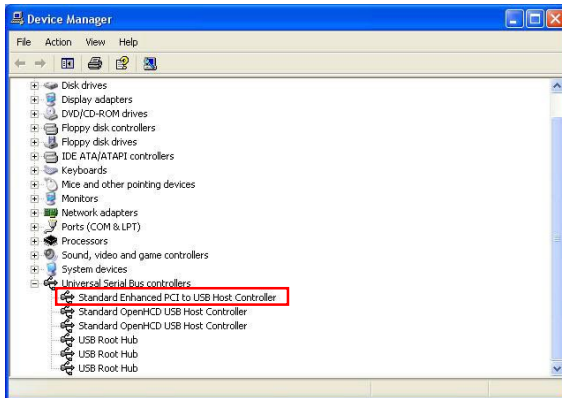 Device Manager
File Action View Help
Disk drives
Display adapters
DVD/CD-ROM drives
Floppy disk controllers
Floppy disk drives
IDE ATA/ATAPI controllers
Keyboards
Mice and other pointing devices
Monitors
Network adapters
Ports (COM & LPT)
Processors
Sound, video and game controllers
System devices
Universal Serial Bus controllers
Standard Enhanced PCI to USB Host Controller
Standard OpenHCD USB Host Controller
Standard OpenHCD USB Host Controller
USB Root Hub
USB Root Hub
USB Root Hub